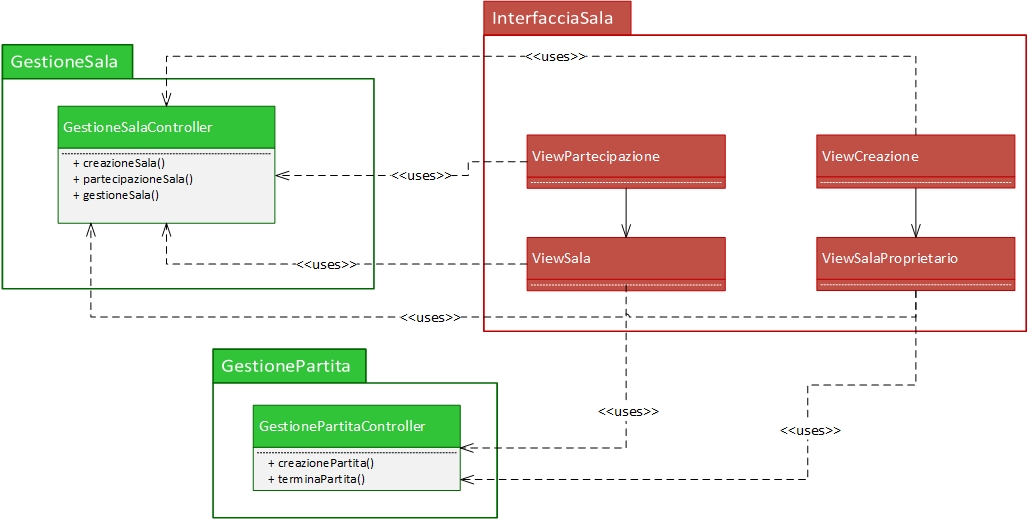 InterfacciaSala
GestioneSala
<<uses>>
GestioneSalaController
+ creazioneSala()
+ partecipazioneSala()
+ gestioneSala()
ViewPartecipazione
ViewCreazione
<<uses>>
ViewSala
ViewSalaProprietario
<<uses>>
<<uses>>
GestionePartita
<<uses>>
<<uses>>
GestionePartitaController
+ creazionePartita()
+ terminaPartita()